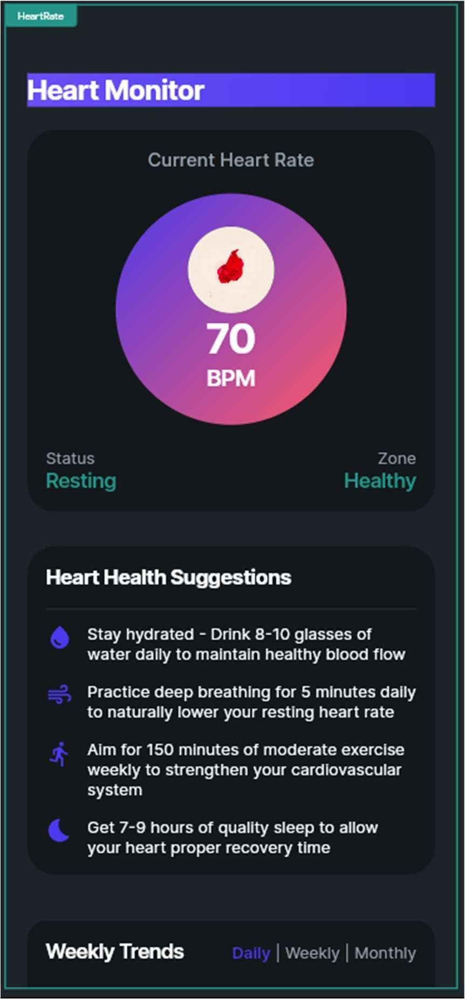 HeartRate
Heart Monitor
Current Heart Rate
70
BPM
Status
Zone
Resting
Healthy
Heart Health Suggestions
Stay hydrated - Drink 8-10 glasses of
water daily to maintain healthy blood flow
Practice deep breathing for 5 minutes daily
to naturally lower your resting heart rate
Aim for 150 minutes of moderate exercise
weekly to strengthen your cardiovascular
system
Get 7-9 hours of quality sleep to allow
your heart proper recovery time
Weekly Trends
Daily | Weekly | Monthly